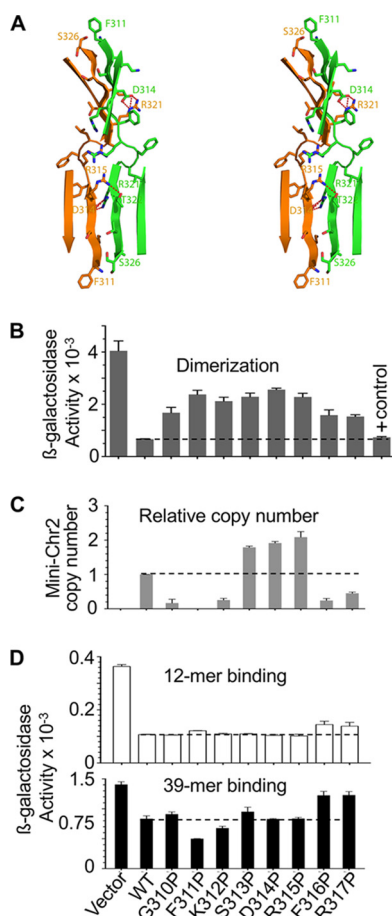 A
F311
S326
D314
R321
R315
R321
T32
D31
S326
F311
F311
S326
D314
R321
R315
R321
T32
D31
S326
F311
B
ß-galactosidase
Activity x 10-3
4
2
0
Dimerization
+control
C
Mini-Chr2
copy number
3
2
1
0
Relative copy number
D
ß-galactosidase
Activity x 10-3
0.4
0.2
0
12-mer binding
1.5
0.75
0
39-mer binding
Vector
WT
G310P
F311P
K312P
S313P
D314P
R315P
F316P
R317P